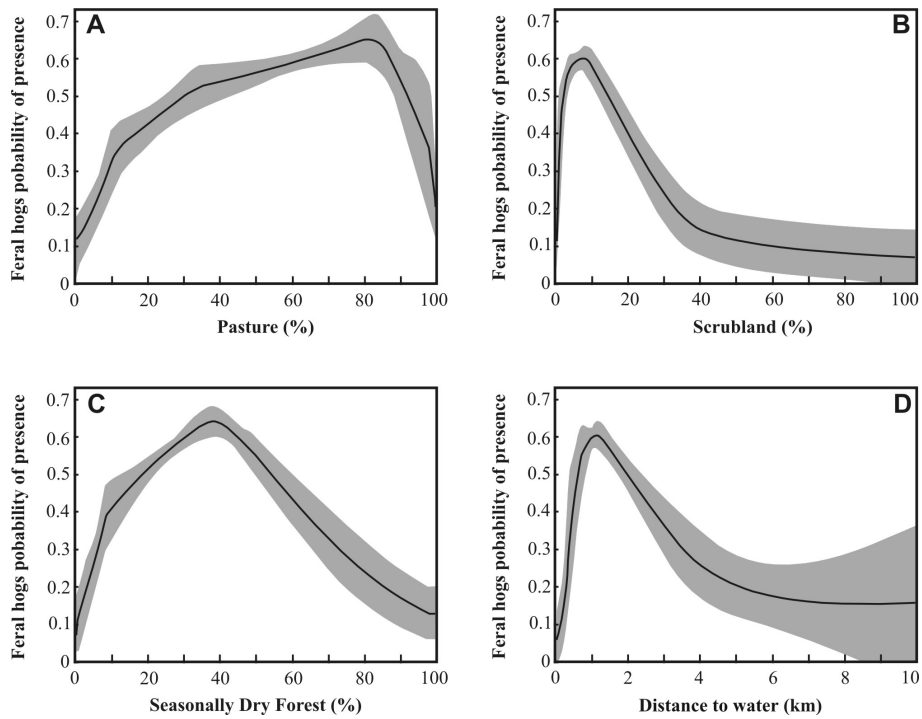 A
Feral hogs pobability of presence
0.7
0.6
0.5
0.4
0.3
0.2
0.1
0
0 20 40 60 80 100
Pasture (%)
B
Feral hogs pobability of presence
0.7
0.6
0.5
0.4
0.3
0.2
0.1
0
0 20 40 60 80 100
Scrubland (%)
C
Feral hogs pobability of presence
0.7
0.6
0.5
0.4
0.3
0.2
0.1
0
0 20 40 60 80 100
Seasonally Dry Forest (%)
D
Feral hogs pobability of presence
0.7
0.6
0.5
0.4
0.3
0.2
0.1
0
0 2 4 6 8 10
Distance to water (km)